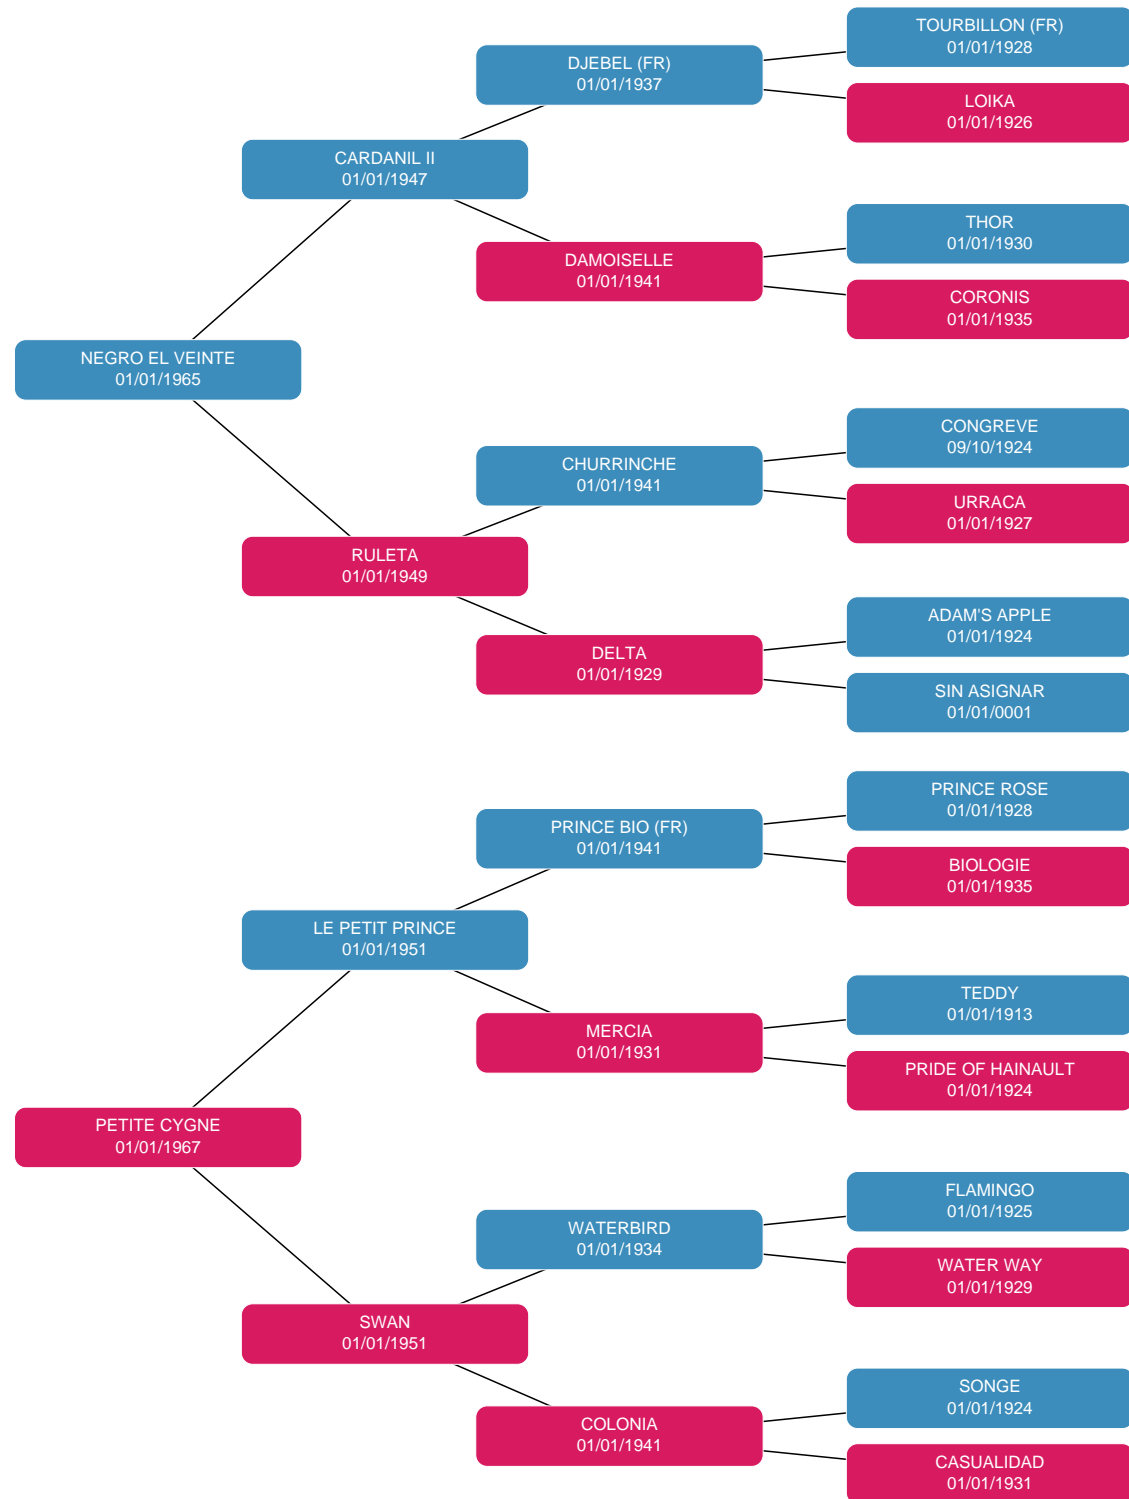 TOURBILLON (FR)
01/01/1928
DJEBEL (FR)
01/01/1937
LOIKA
01/01/1926
CARDANIL II
01/01/1947
THOR
01/01/1930
DAMOISELLE
01/01/1941
CORONIS
01/01/1935
NEGRO EL VEINTE
01/01/1965
CONGREVE
09/10/1924
CHURRINCHE
01/01/1941
URRACA
01/01/1927
RULETA
01/01/1949
ADAM'S APPLE
01/01/1924
DELTA
01/01/1929
SIN ASIGNAR
01/01/0001
PRINCE ROSE
01/01/1928
PRINCE BIO (FR)
01/01/1941
BIOLOGIE
01/01/1935
LE PETIT PRINCE
01/01/1951
TEDDY
01/01/1913
MERCIA
01/01/1931
PRIDE OF HAINAULT
01/01/1924
PETITE CYGNE
01/01/1967
FLAMINGO
01/01/1925
WATERBIRD
01/01/1934
WATER WAY
01/01/1929
SWAN
01/01/1951
SONGE
01/01/1924
COLONIA
01/01/1941
CASUALIDAD
01/01/1931